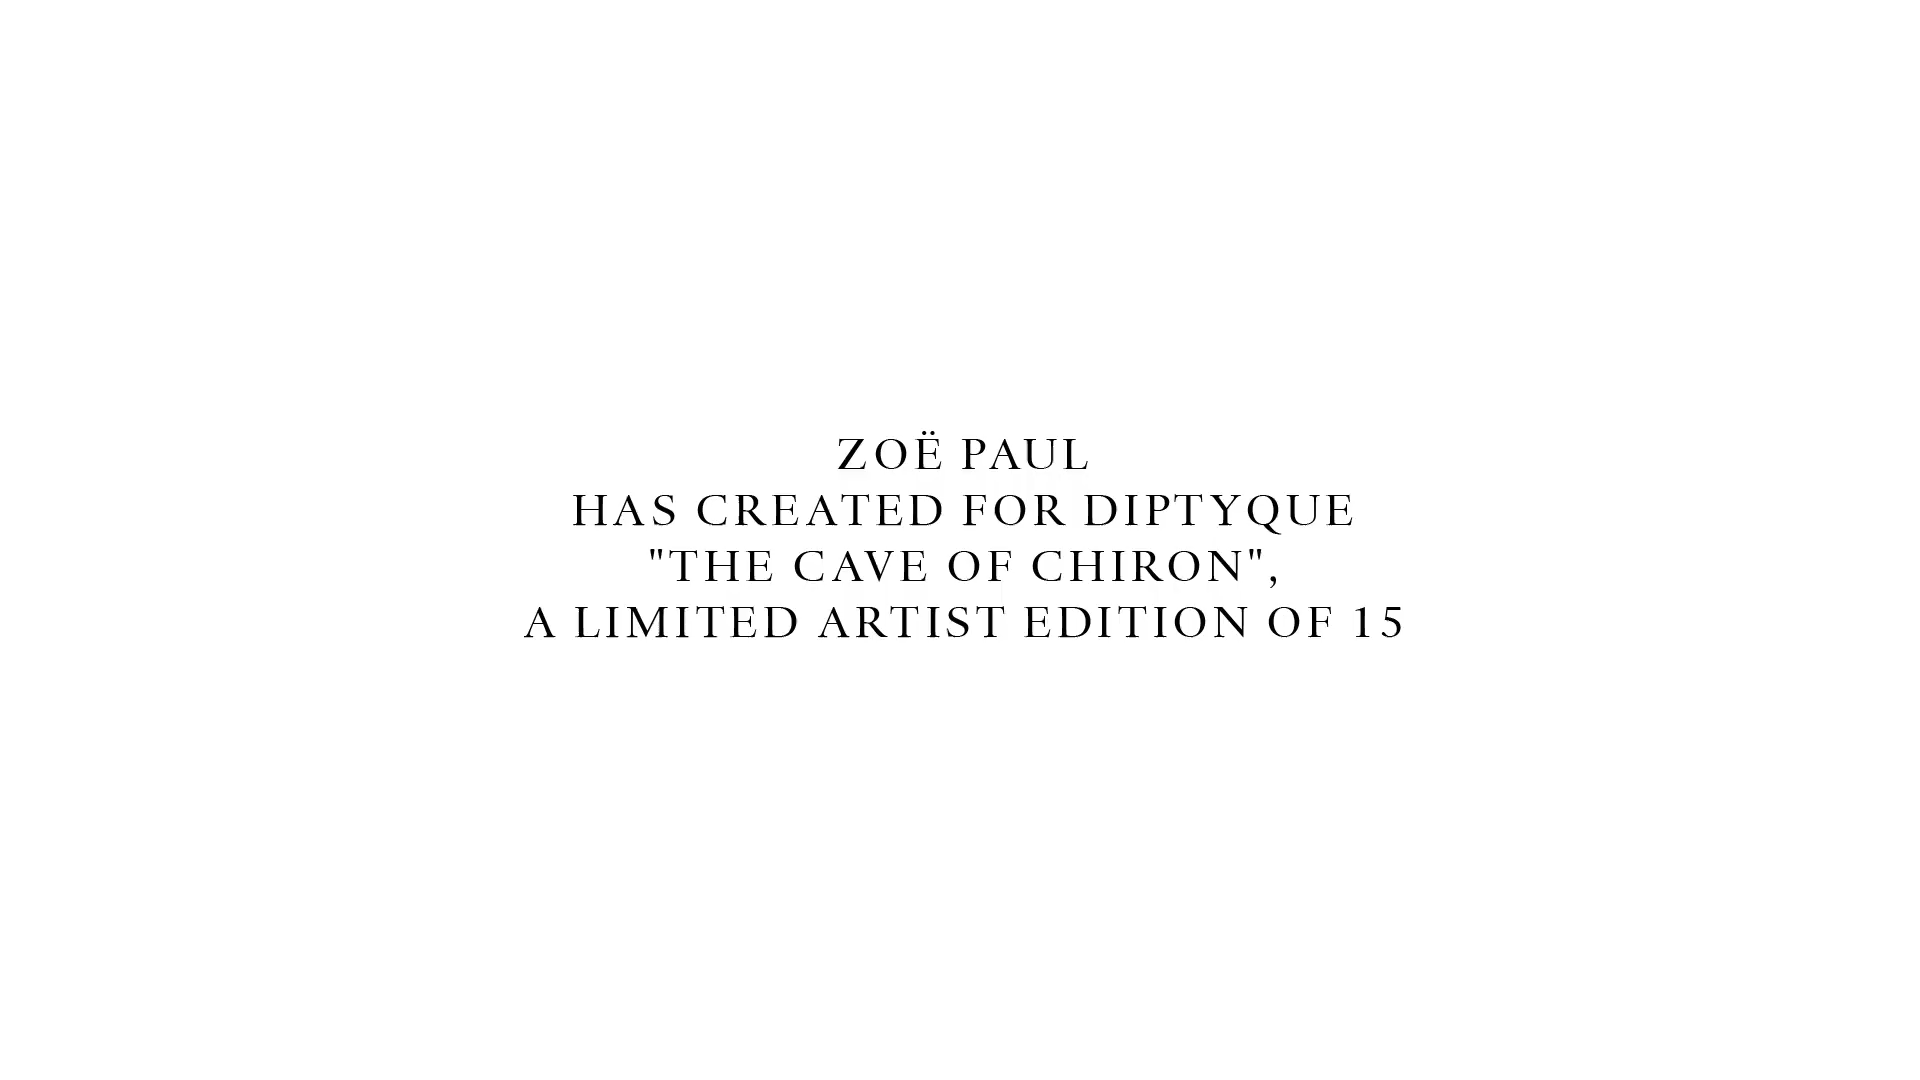 ZOË PAUL
HAS CREATED FOR DIPTYQUE
"THE CAVE OF CHIRON",
A LIMITED ARTIST EDITION OF 15